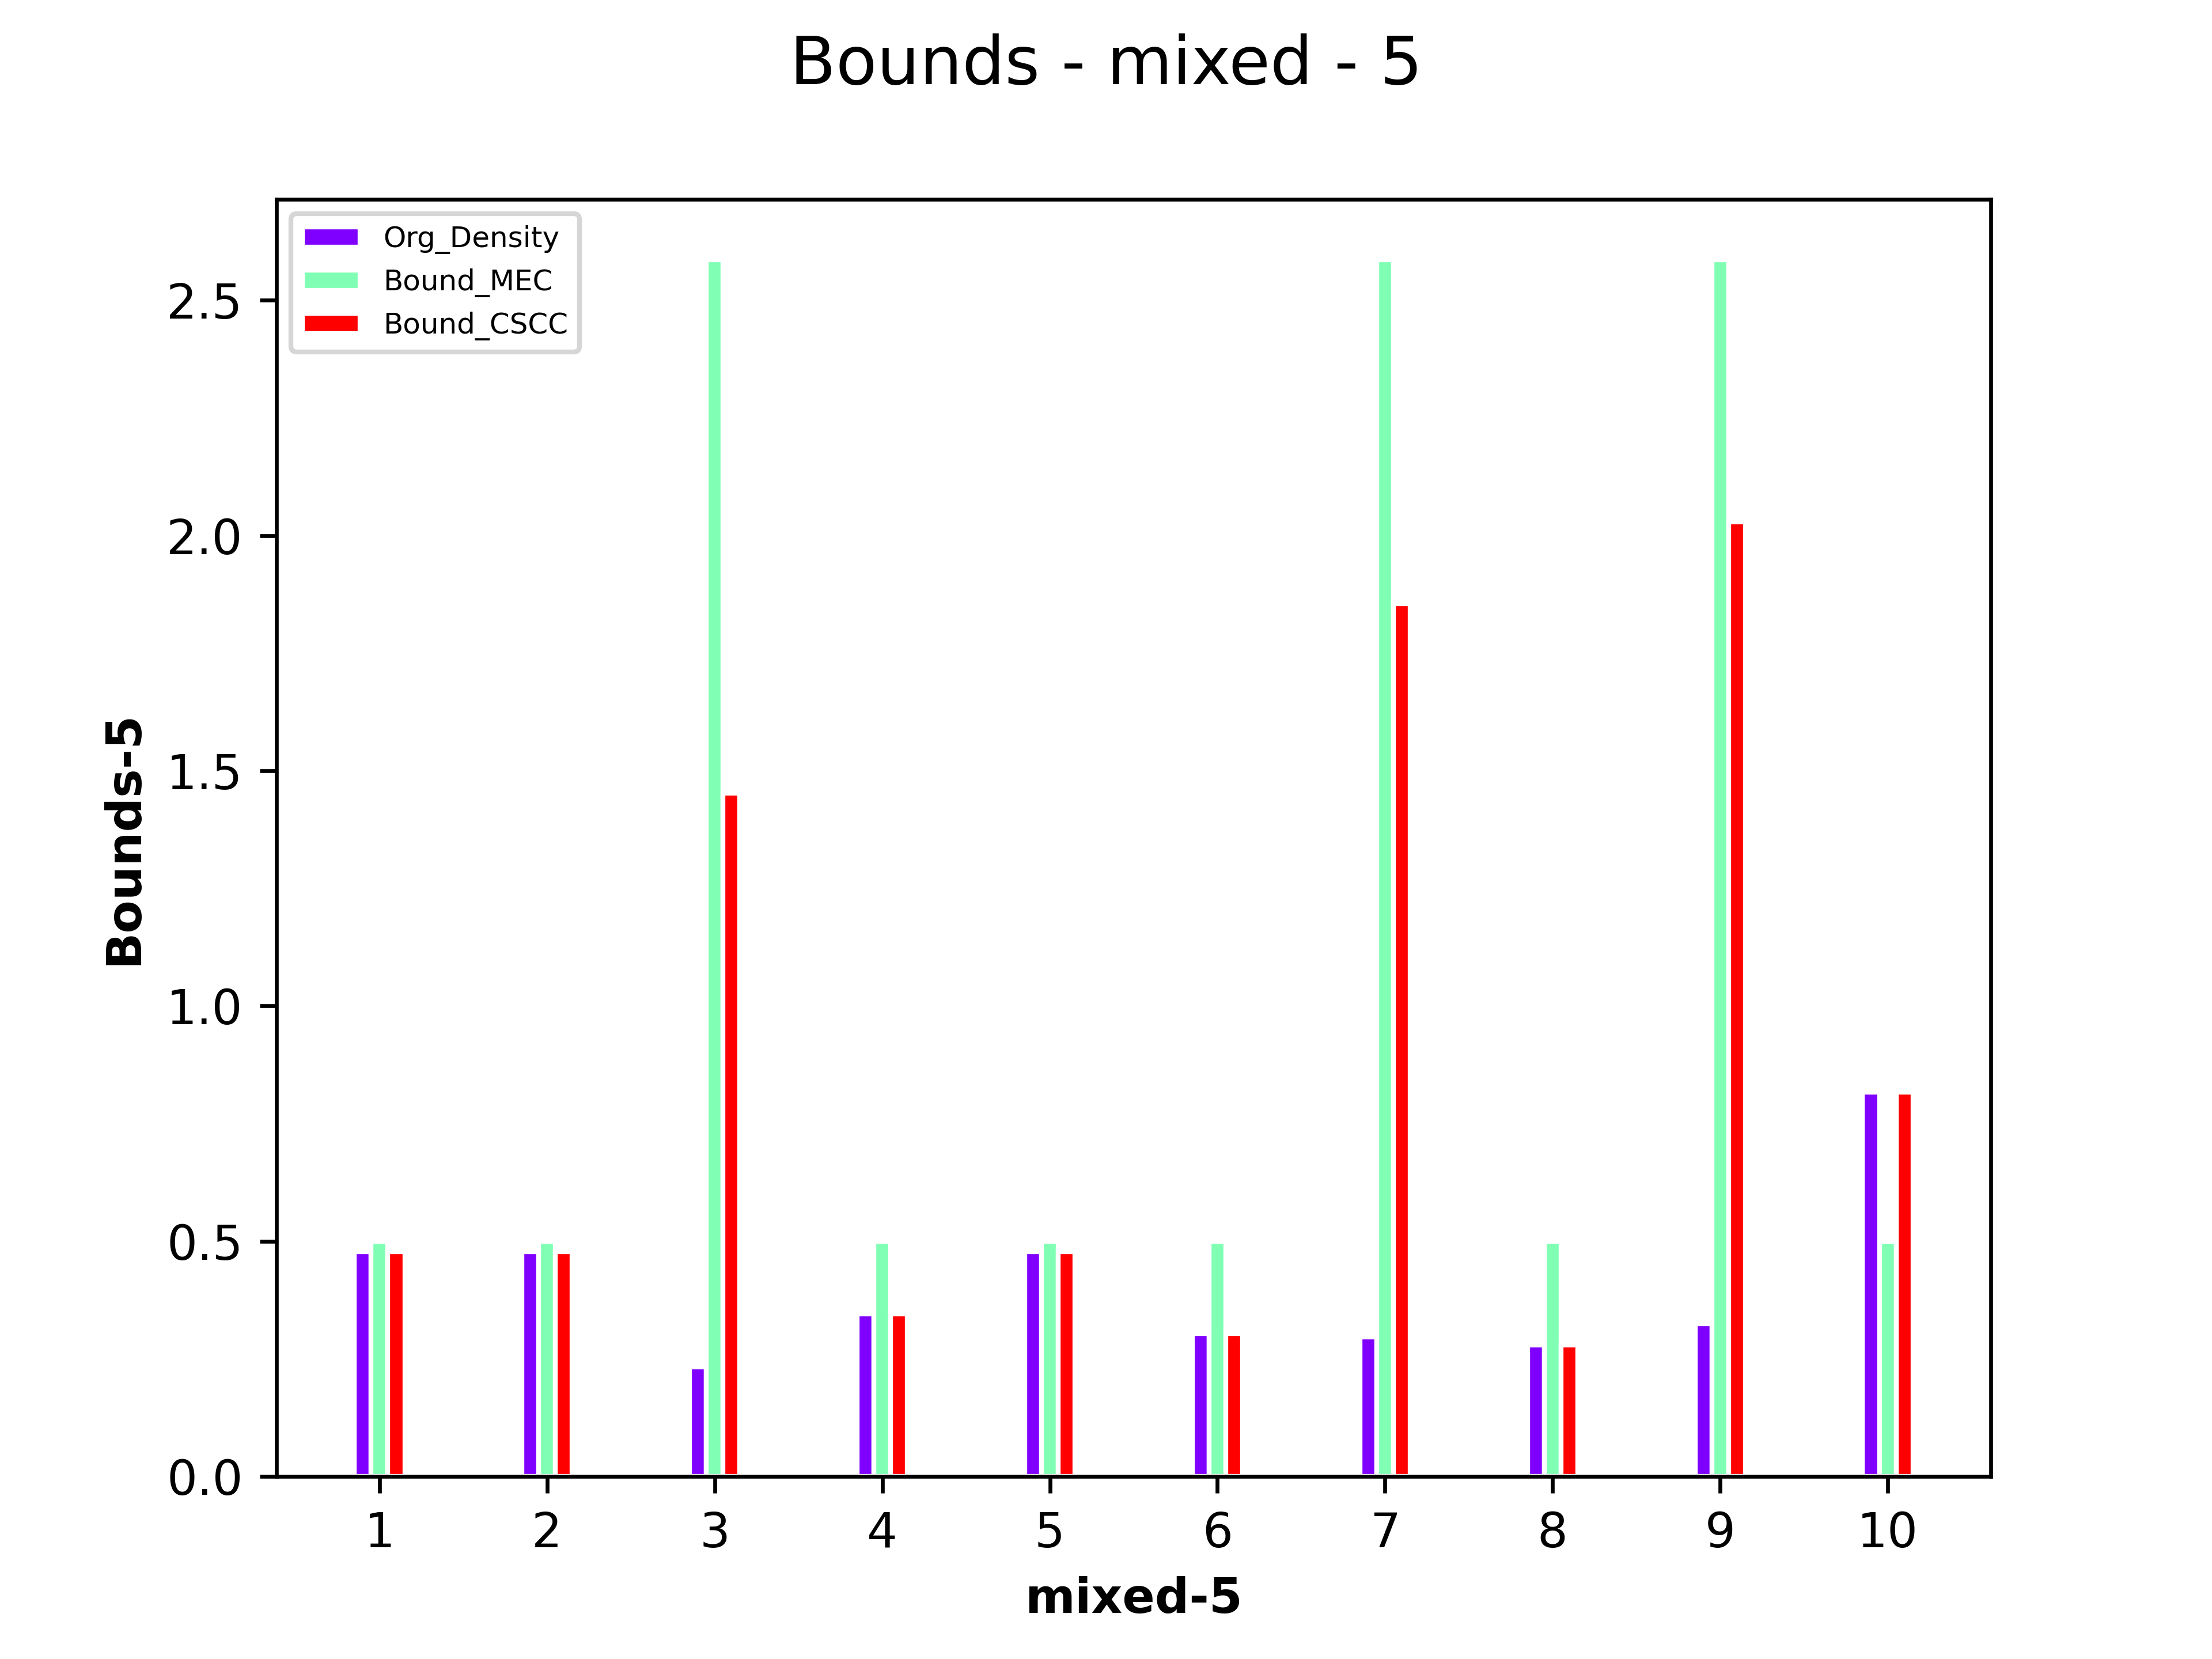 Bounds - mixed - 5
Org_Density
Bound_MEC
Bound_CSCC
Bounds-5
2.5
2.0
1.5
1.0
0.5
0.0
1 2 3 4 5 6 7 8 9 10
mixed-5